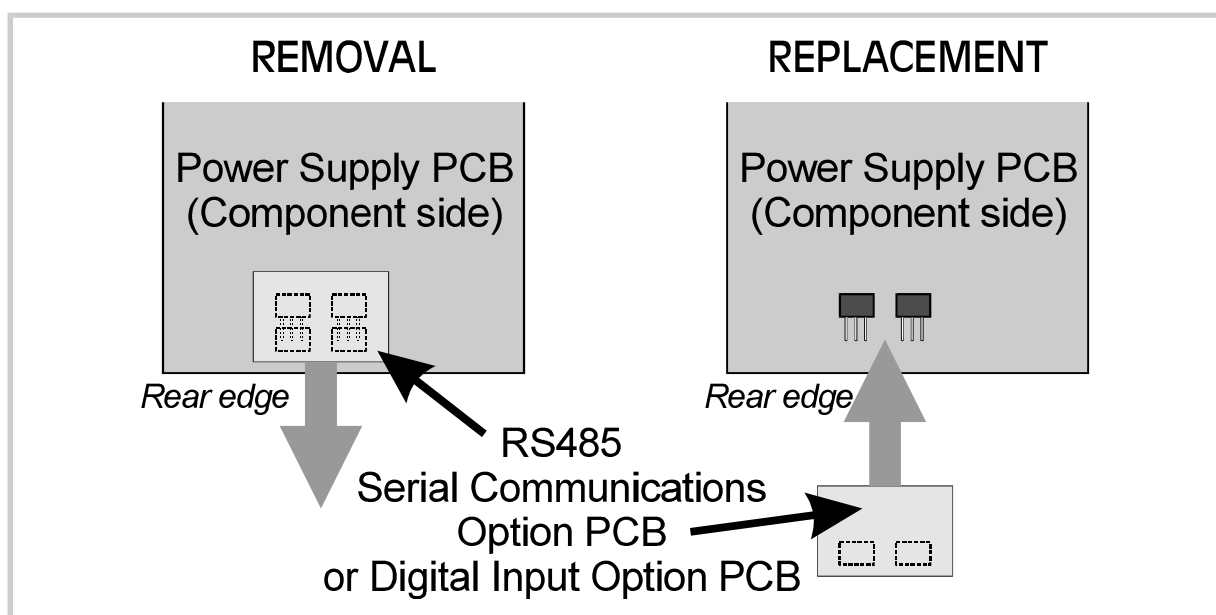 REMOVAL
Power Supply PCB
(Component side)
Rear edge
REPLACEMENT
Power Supply PCB
(Component side)
Rear edge
RS485
Serial Communications
Option PCB
or Digital Input Option PCB